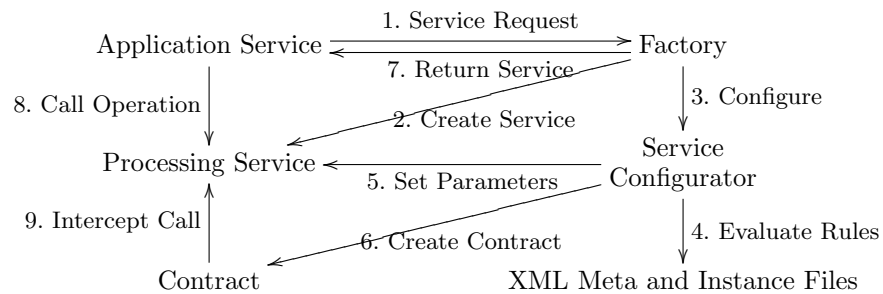 1. Service Request
Application Service
Factory
7. Return Service
8. Call Operation
3. Configure
2. Create Service
Service
Processing Service
Configurator
5. Set Parameters
9. Intercept Call
4. Evaluate Rules
6. Create Contract
Contract
XML Meta and Instance Files